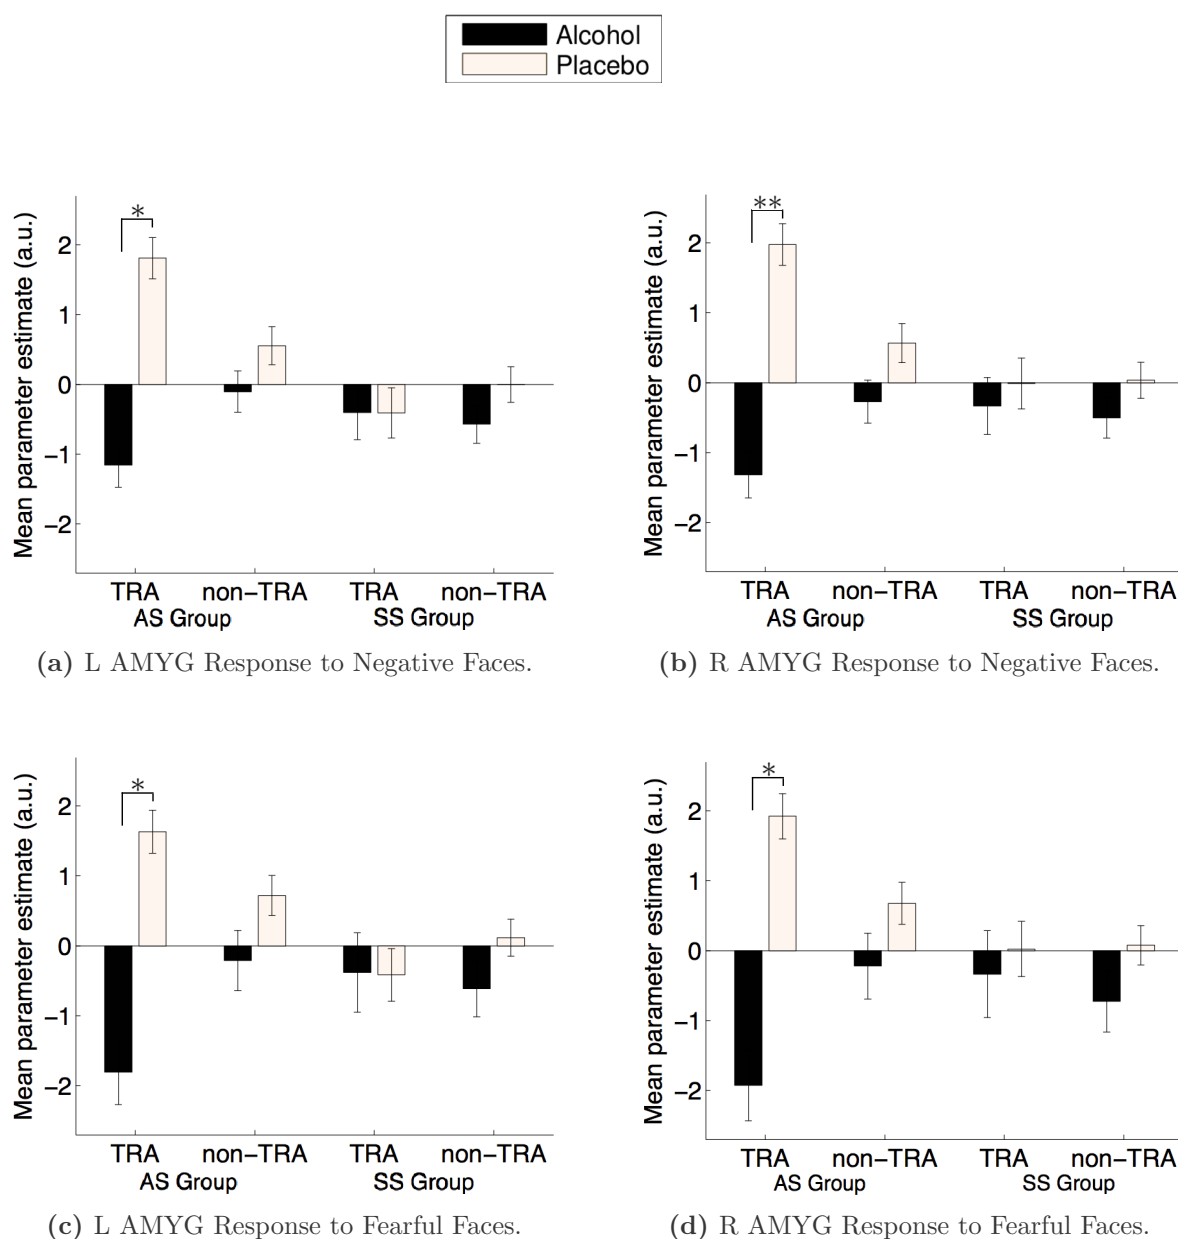 Alcohol
Placebo
*
Mean parameter estimate (a.u.)
2
1
0
−1
−2
TRA non−TRA TRA non−TRA
AS Group SS Group
(a) L AMYG Response to Negative Faces.
**
Mean parameter estimate (a.u.)
2
1
0
−1
−2
TRA non−TRA TRA non−TRA
AS Group SS Group
(b) R AMYG Response to Negative Faces.
*
Mean parameter estimate (a.u.)
2
1
0
−1
−2
TRA non−TRA TRA non−TRA
AS Group SS Group
(c) L AMYG Response to Fearful Faces.
*
Mean parameter estimate (a.u.)
2
1
0
−1
−2
TRA non−TRA TRA non−TRA
AS Group SS Group
(d) R AMYG Response to Fearful Faces.